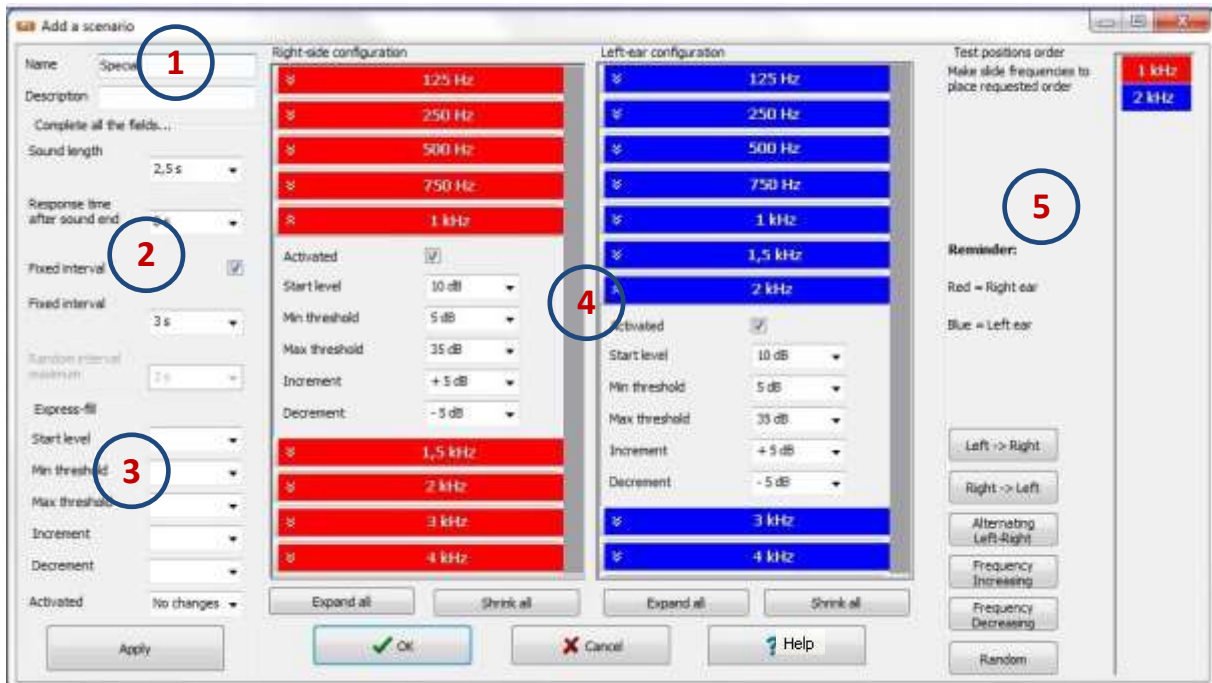 Add a scenario
Name Special
1
Description
Complete all the fields...
Sound length
2,5 s
Response time
after sound end
2
Fixed interval
Fixed interval
3 s
Random interval
maximum
Express-fill
Start level
Min threshold
3
Max threshold
Increment
Decrement
Activated No changes
Apply
Right-side configuration
125 Hz
250 Hz
500 Hz
750 Hz
1 kHz
Activated
Start level 10 dB
Min threshold 5 dB
Max threshold 35 dB
Increment + 5 dB
Decrement - 5 dB
1,5 kHz
2 kHz
3 kHz
4 kHz
Expand all Shrink all
4
Left-ear configuration
125 Hz
250 Hz
500 Hz
750 Hz
1 kHz
1,5 kHz
2 kHz
Activated
Start level 10 dB
Min threshold 5 dB
Max threshold 35 dB
Increment + 5 dB
Decrement - 5 dB
3 kHz
4 kHz
Expand all Shrink all
OK Cancel ? Help
Test positions order
Make slide frequencies to
place requested order
1 kHz
2 kHz
5
Reminder:
Red = Right ear
Blue = Left ear
Left -> Right
Right -> Left
Alternating
Left-Right
Frequency
Increasing
Frequency
Decreasing
Random